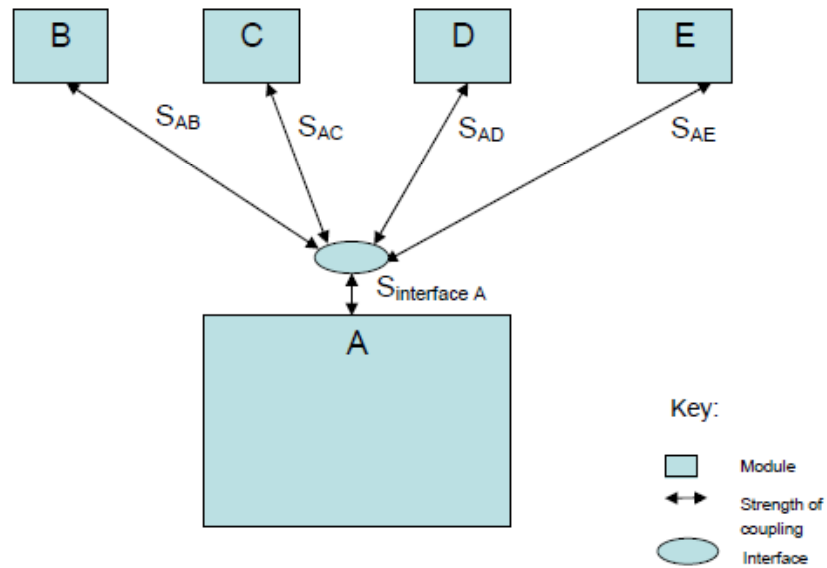 B
C
D
E
SAB
SAC
SAD
SAE
Sinterface A
A
Key:
Module
Strength of
coupling
Interface